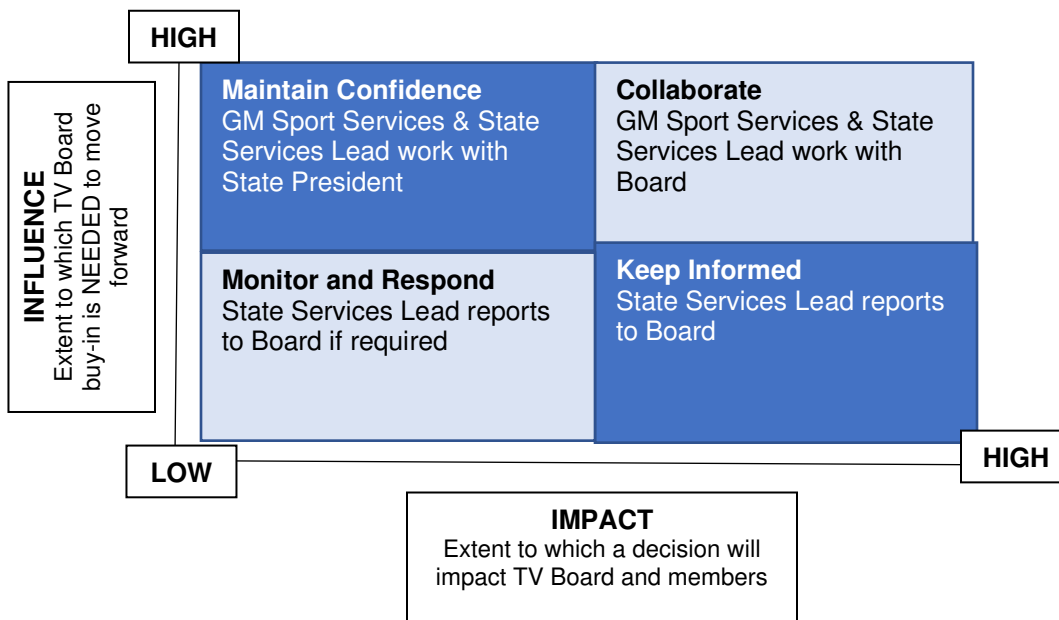 HIGH
INFLUENCE
Extent to which TV Board
buy-in is NEEDED to move
forward
Maintain Confidence
GM Sport Services & State
Services Lead work with
State President
Collaborate
GM Sport Services & State
Services Lead work with
Board
Monitor and Respond
State Services Lead reports
to Board if required
Keep Informed
State Services Lead reports
to Board
LOW
HIGH
IMPACT
Extent to which a decision will
impact TV Board and members